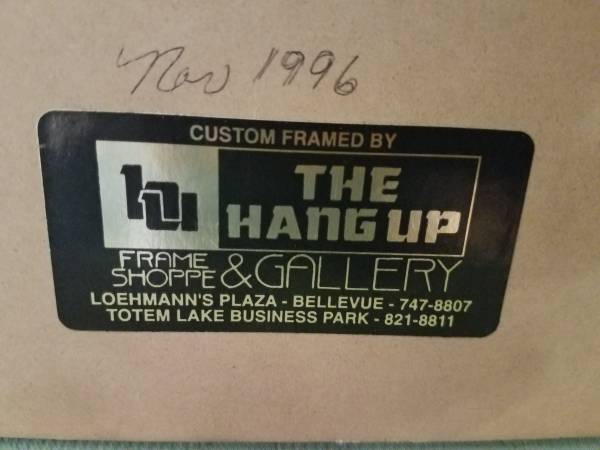 Nov 1996
CUSTOM FRAMED BY
hu
THE
HANG UP
FRAME
SHOPPE & GALLERY
LOEHMANN'S PLAZA - BELLEVUE - 747-8807
TOTEM LAKE BUSINESS PARK - 821-8811